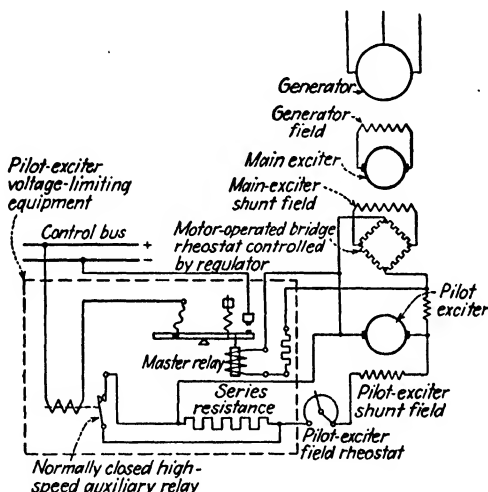 Generator
Generator
field
Main exciter
Pilot-exciter
voltage-limiting
equipment
Main-exciter
shunt field
Control bus
+
-
Motor-operated bridge
rheostat controlled
by regulator
Pilot
exciter
Master relay
Series
resistance
Pilot-exciter
shunt field
Pilot-exciter
field rheostat
Normally closed high-
speed auxiliary relay